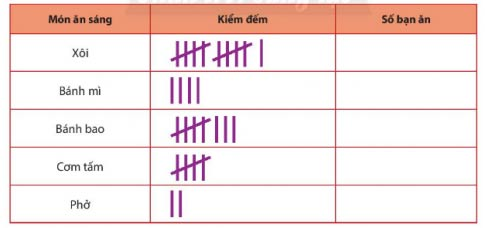 Món ăn sáng Kiểm đếm Số bạn ăn
Xôi
Bánh mì
Bánh bao
Cơm tấm
Phở